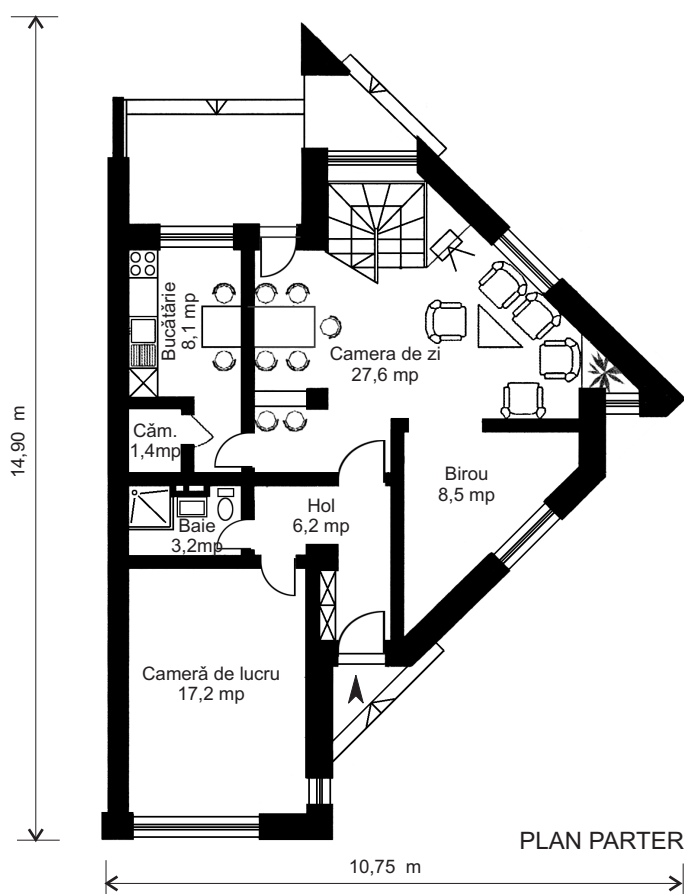 Bucătărie
8,1 mp
Camera de zi
27,6 mp
14,90 m
Căm.
1,4mp
Birou
8,5 mp
Hol
6,2 mp
Baie
3,2mp
Cameră de lucru
17,2 mp
PLAN PARTER
10,75 m